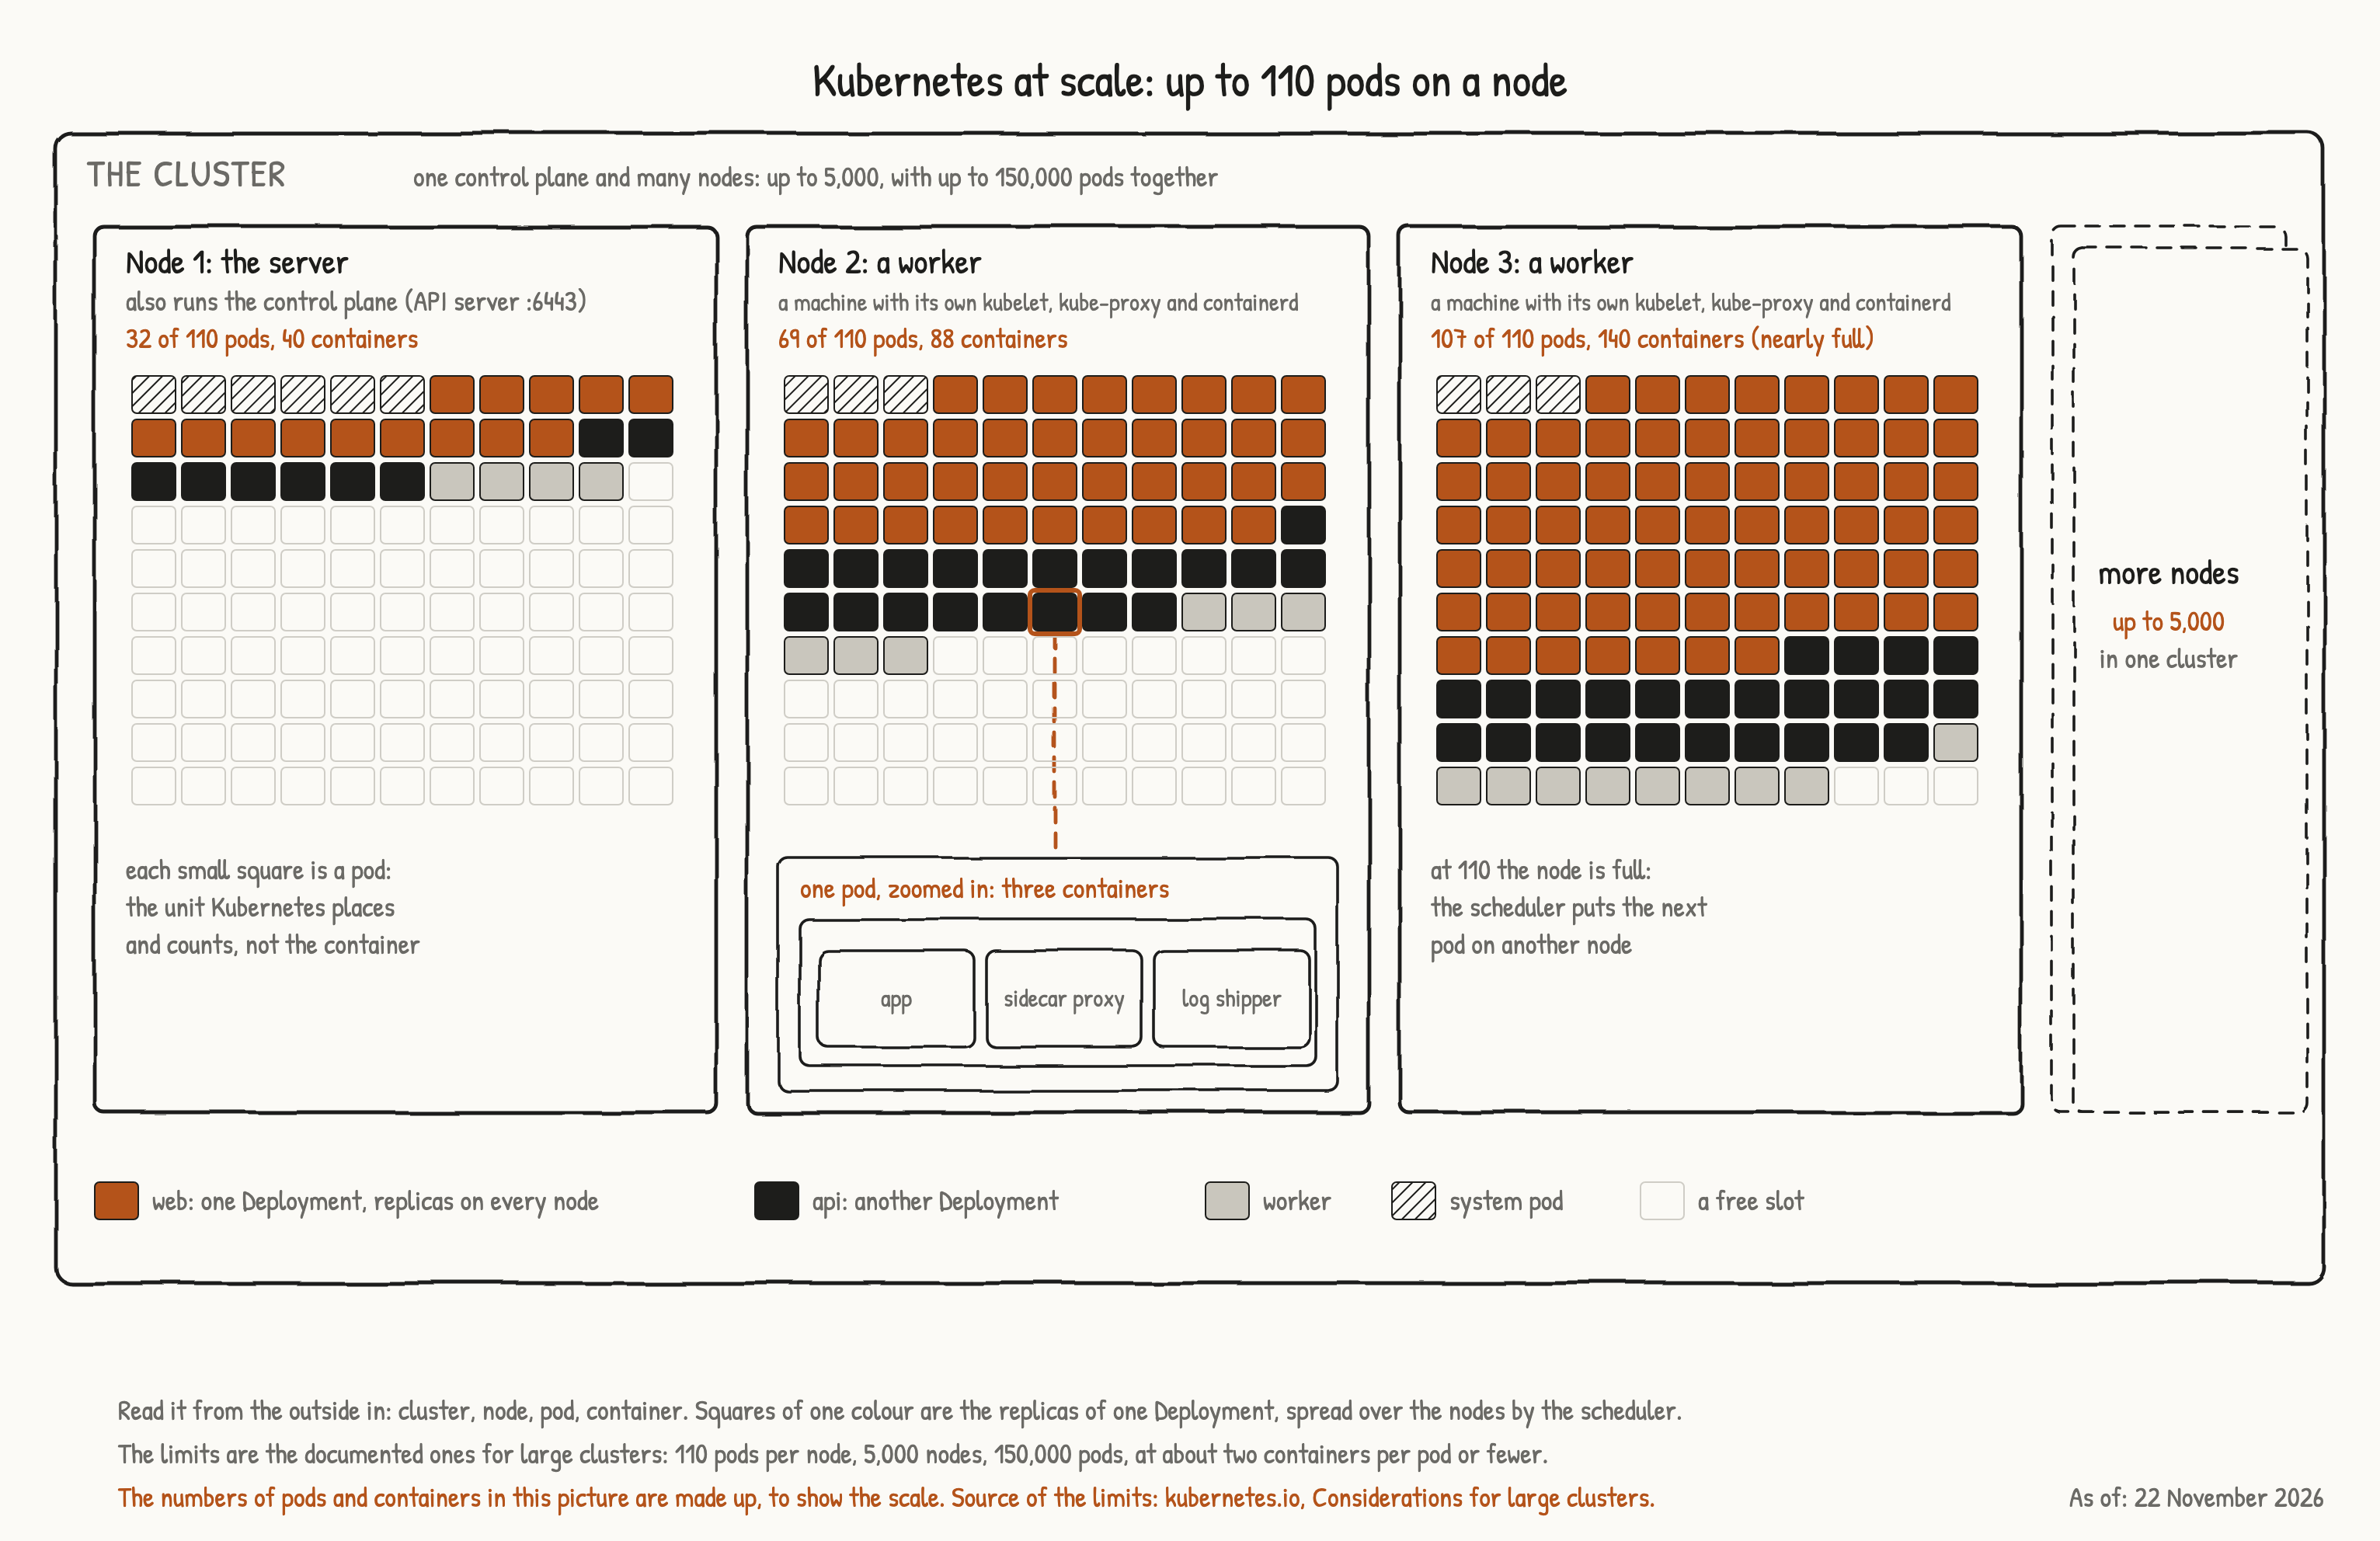 Kubernetes at scale: up to 110 pods on a node
THE CLUSTER
one control plane and many nodes: up to 5,000, with up to 150,000 pods together
Node 1: the server
also runs the control plane (API server :6443)
32 of 110 pods, 40 containers
each small square is a pod:
the unit Kubernetes places
and counts, not the container
Node 2: a worker
a machine with its own kubelet, kube-proxy and containerd
69 of 110 pods, 88 containers
one pod, zoomed in: three containers
app
sidecar proxy
log shipper
Node 3: a worker
a machine with its own kubelet, kube-proxy and containerd
107 of 110 pods, 140 containers (nearly full)
at 110 the node is full:
the scheduler puts the next
pod on another node
more nodes
up to 5,000
in one cluster
web: one Deployment, replicas on every node
api: another Deployment
worker
system pod
a free slot
Read it from the outside in: cluster, node, pod, container. Squares of one colour are the replicas of one Deployment, spread over the nodes by the scheduler.
The limits are the documented ones for large clusters: 110 pods per node, 5,000 nodes, 150,000 pods, at about two containers per pod or fewer.
The numbers of pods and containers in this picture are made up, to show the scale. Source of the limits: kubernetes.io, Considerations for large clusters.
As of: 22 November 2026